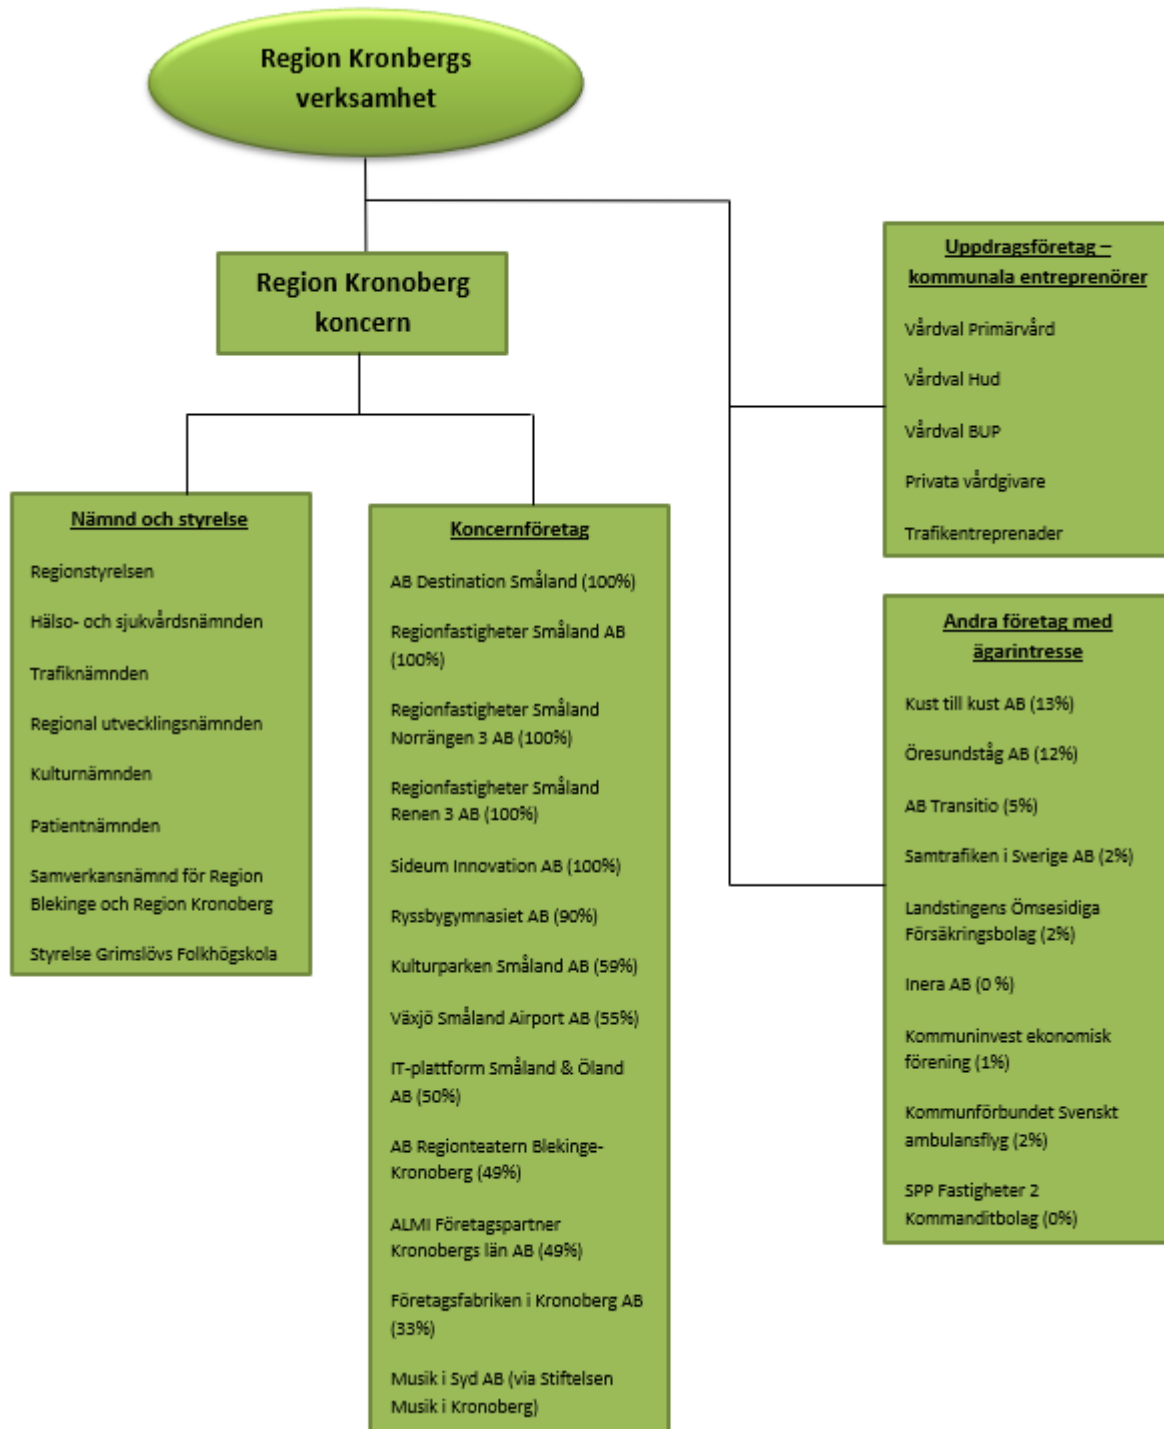 Region Kronbergs
verksamhet
Region Kronoberg
koncern
Nämnd och styrelse
Regionstyrelsen
Hälso- och sjukvårdsnämnden
Trafiknämnden
Regional utvecklingsnämnden
Kulturnämnden
Patientnämnden
Samverkansnämnd för Region
Blekinge och Region Kronoberg
Styrelse Grimslövs Folkhögskola
Koncernföretag
AB Destination Småland (100%)
Regionfastigheter Småland AB
(100%)
Regionfastigheter Småland
Norrängen 3 AB (100%)
Regionfastigheter Småland
Renen 3 AB (100%)
Sideum Innovation AB (100%)
Ryssbygymnasiet AB (90%)
Kulturparken Småland AB (59%)
Växjö Småland Airport AB (55%)
IT-plattform Småland & Öland
AB (50%)
AB Regionteatern Blekinge-
Kronoberg (49%)
ALMI Företagspartner
Kronobergs län AB (49%)
Företagsfabriken i Kronoberg AB
(33%)
Musik i Syd AB (via Stiftelsen
Musik i Kronoberg)
Uppdragsföretag –
kommunala entreprenörer
Vårdval Primärvård
Vårdval Hud
Vårdval BUP
Privata vårdgivare
Trafikentreprenader
Andra företag med
ägarintresse
Kust till kust AB (13%)
Öresundståg AB (12%)
AB Transitio (5%)
Samtrafiken i Sverige AB (2%)
Landstingens Ömsesidiga
Försäkringsbolag (2%)
Inera AB (0 %)
Kommuninvest ekonomisk
förening (1%)
Kommunförbundet Svenskt
ambulansflyg (2%)
SPP Fastigheter 2
Kommanditbolag (0%)